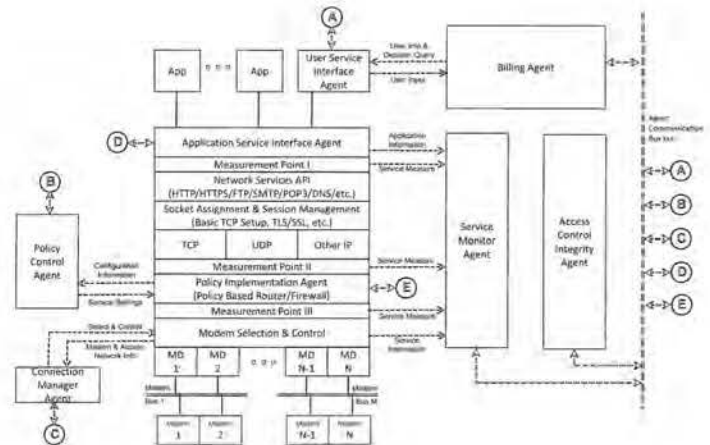 A
App
App
User Service
Interface
Agent
User Info &
Decision Query
User Input
Billing Agent
Agent
Communication
Bus
D
Application Service Interface Agent
Application
Information
Measurement Point I
Service Measure
Network Services API
(HTTP/HTTPS/FTP/SMTP/POP3/DNS/etc.)
Socket Assignment & Session Management
(Basic TCP Setup, TLS/SSL, etc.)
TCP
UDP
Other IP
Measurement Point II
Service Measure
Policy Implementation Agent
(Policy Based Router/Firewall)
E
Measurement Point III
Service Measure
Modem Selection & Control
Service
Information
MD
1
MD
2
MD
N-1
MD
N
Modem
Bus 1
Modem
Bus M
Modem
1
Modem
2
Modem
N-1
Modem
N
B
Policy
Control
Agent
Configuration
Information
Service Settings
Select & Control
Modem & Access
Network Info
Connection
Manager
Agent
C
Service
Monitor
Agent
Access
Control
Integrity
Agent
A
B
C
D
E